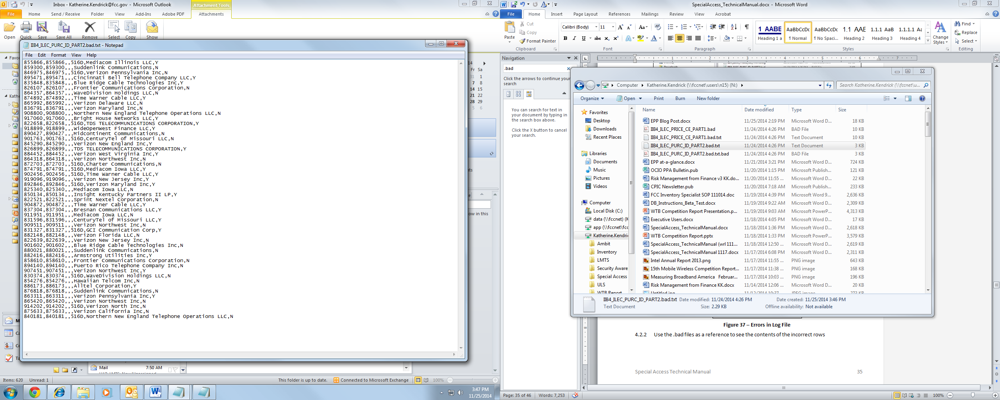 Inbox - Katherine.Kendrick@fcc.gov - Microsoft Outlook
Attachment Tools
File Home Send / Receive Folder View Add-Ins Adobe PDF Attachments
Open Quick Save Save All Remove Select Copy Show
IIB4_ILEC_PURC_ID_PART2.bad.txt - Notepad
File Edit Format View Help
855866,855866,,516D,Mediacom Illinois LLC,Y
859300,859300,,,Suddenlink Communications,N
846975,846975,,516D,Verizon Pennsylvania Inc,N
895471,895471,,,Cincinnati Bell Telephone Company LLC,Y
835848,835848,,,Blue Ridge Cable Technologies Inc,Y
826107,826107,,,Frontier Communications Corporation,N
864357,864357,,,WaveDivision Holdings LLC,N
874892,874892,,,Time Warner Cable LLC,Y
865992,865992,,,Verizon Delaware LLC,N
836791,836791,,,Verizon Maryland Inc,N
908800,908800,,,Northern New England Telephone Operations LLC,N
917060,917060,,,Bright House Networks LLC,Y
822658,822658,,516D,TDS TELECOMMUNICATIONS CORPORATION,Y
918899,918899,,,WideOpenWest Finance LLC,Y
890427,890427,,,Midcontinent Communications,N
901763,901763,,516D,CenturyTel of Missouri LLC,N
845290,845290,,,Verizon New England Inc,Y
826899,826899,,,TDS TELECOMMUNICATIONS CORPORATION,Y
884452,884452,,,Verizon West Virginia Inc,Y
864318,864318,,,Verizon Northwest Inc,N
872703,872703,,516D,Charter Communications,N
874791,874791,,516D,Mediacom Iowa LLC,Y
902456,902456,,516D,Time Warner Cable LLC,Y
919096,919096,,,Verizon New Jersey Inc,Y
892846,892846,,516D,Verizon Maryland Inc,Y
825340,825340,,,Mediacom Iowa LLC,N
850134,850134,,,Insight Kentucky Partners II LP,Y
822521,822521,,,Sprint Nextel Corporation,N
904872,904872,,,Time Warner Cable LLC,Y
837304,837304,,,Bresnan Communications LLC,Y
911951,911951,,,Mediacom Iowa LLC,N
831596,831596,,,CenturyTel of Missouri LLC,Y
909511,909511,,,Verizon Northwest Inc,N
831327,831327,,516D,GCI Communication Corp,Y
882148,882148,,,Verizon Florida LLC,N
822639,822639,,,Verizon New Jersey Inc,N
901602,901602,,,Blue Ridge Cable Technologies Inc,N
880021,880021,,,Suddenlink Communications,N
882416,882416,,,Armstrong Utilities Inc,Y
858610,858610,,,Frontier Communications Corporation,N
894140,894140,,,Puerto Rico Telephone Company Inc,N
907451,907451,,,Verizon Northwest Inc,Y
830374,830374,,516D,WaveDivision Holdings LLC,N
854276,854276,,,Hawaiian Telcom Inc,N
886173,886173,,,Alltel Corporation,Y
876818,876818,,,Suddenlink Communications,N
863311,863311,,,Verizon Pennsylvania Inc,Y
865420,865420,,,Verizon Northwest Inc,N
914202,914202,,516D,Verizon North Inc,N
875633,875633,,,Verizon California Inc,N
840181,840181,,516D,Northern New England Telephone Operations LLC,N
Favo
Kathe
14
Fr Sa
31 1
7 8
14 15
21 22
28 29
5 6
nts
ow in this
Mail 7:50 AM
Items: 620 Unread: 1
This folder is up to date. Connected to Microsoft Exchange 100%
3:47 PM
11/25/2014
SpecialAccess_TechnicalManual.docx - Microsoft Word
File Home Insert Page Layout References Mailings Review View Acrobat
Paste
Cut
Copy
Format Painter
Clipboard
Calibri (Body) 11
Font
Paragraph
1 AABE AaBbCcDc AaBbCcDc 1.1 AAE 1.1.1 AaB 1.1.1.1 Aa
Heading 1 a ¶ Normal ¶ No Spaci... Heading 2 Heading 3 Heading 4
Change Styles
Styles
Find
Replace
Select
Editing
Navigation
.bad
Click the arrows to continue your
search
You can search for text in
your document by typing in
the search box above.
Click the X button to cancel
your search.
1 1 2 3 4 5 6 7
Computer Katherine.Kendrick (\\fccnet\users\n15) (N:)
Search Katherine.Kendrick (\\fccnet\u...
Organize Open Print Burn New folder
Favorites
Desktop
Downloads
Recent Places
Libraries
Documents
Music
Pictures
Videos
Computer
Local Disk (C:)
data (\\fccnet) (K
app (\\fccnet\fcc
Katherine.Kendri
Ambit
Inventory
LMTS
Security Aware
Special Access
ULS
WTB Report
Name Date modified Type Size
EPP Blog Post.docx 11/25/2014 2:19 PM Microsoft Word D... 18 KB
IIB4_ILEC_PRICE_CE_PART1.bad 11/24/2014 4:26 PM BAD File 10 KB
IIB4_ILEC_PRICE_CE_PART1.bad.txt 11/24/2014 4:26 PM Text Document 10 KB
IIB4_ILEC_PURC_ID_PART2.bad.txt 11/24/2014 4:26 PM Text Document 3 KB
IIB4_ILEC_PURC_ID_PART2.bad.txt.bad 11/24/2014 4:26 PM BAD File 3 KB
EPP at-a-glance.docx 11/21/2014 3:21 PM Microsoft Word D... 724 KB
OCIO PPA Bulletin.pub 11/20/2014 1:15 PM Microsoft Publish... 121 KB
Risk Management from Finance v3 KK.do... 11/20/2014 11:55 ... Microsoft Word D... 22 KB
CPIC Newsletter.pub 11/20/2014 7:18 AM Microsoft Publish... 233 KB
FCC Inventory Specialist SOP 111014.doc 11/19/2014 4:39 PM Microsoft Word 9... 2,636 KB
DB_Instructions_Beta_Test.docx 11/19/2014 9:22 AM Microsoft Word D... 2,309 KB
WTB Competition Report Presentation.p... 11/19/2014 9:03 AM Microsoft PowerP... 4,313 KB
Executive Users.docx 11/18/2014 4:05 PM Microsoft Word D... 17 KB
SpecialAccess_TechnicalManual.docx 11/18/2014 1:36 PM Microsoft Word D... 2,618 KB
WTB Competition Report.pptx 11/18/2014 1:33 PM Microsoft PowerP... 3,579 KB
SpecialAccess_TechnicalManual (wrl 111... 11/18/2014 12:50 ... Microsoft Word D... 2,619 KB
SpecialAccess_TechnicalManual 1117.docx 11/17/2014 6:08 PM Microsoft Word D... 2,311 KB
Intel Annual Report 2013.png 11/17/2014 11:55 ... PNG image 643 KB
15th Mobile Wireless Competition Report... 11/17/2014 11:38 ... PNG image 168 KB
Measuring Broadband America Februar... 11/17/2014 10:03 ... PNG image 196 KB
Risk Management from Finance KK.docx 11/14/2014 12:06 ... Microsoft Word D... 20 KB
IIB4_ILEC_PURC_ID_PART2.bad.txt Date modified: 11/24/2014 4:26 PM Date created: 11/25/2014 3:46 PM
Text Document Size: 2.29 KB Offline availability: Not available
Figure 37 – Errors in Log File
4.2.2 Use the .bad files as a reference to see the contents of the incorrect rows
Special Access Technical Manual 35
Page: 35 of 46 Words: 7,253 100%